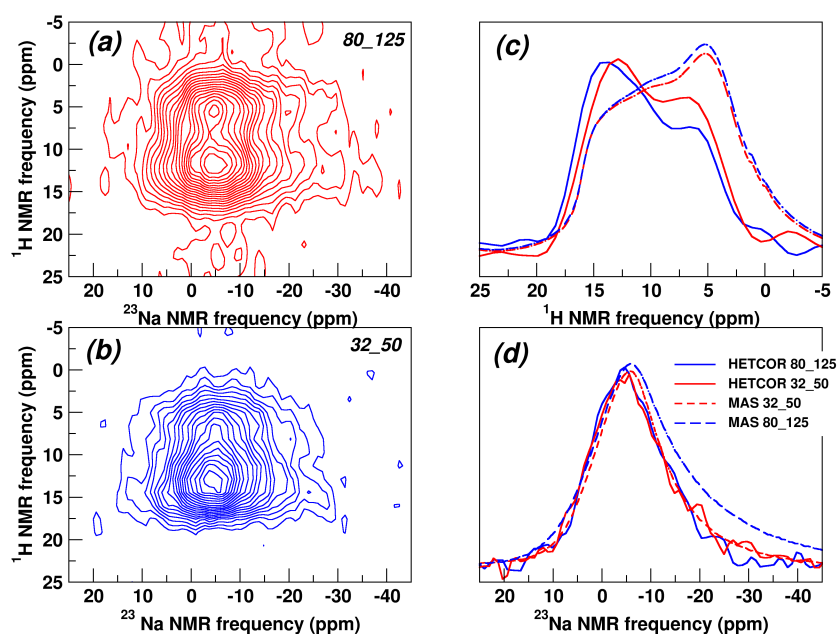 (a)
80_125
-5
0
5
10
15
20
25
¹H NMR frequency (ppm)
20 10 0 -10 -20 -30 -40
²³Na NMR frequency (ppm)
(c)
25 20 15 10 5 0 -5
¹H NMR frequency (ppm)
(b)
32_50
-5
0
5
10
15
20
25
¹H NMR frequency (ppm)
20 10 0 -10 -20 -30 -40
²³ Na NMR frequency (ppm)
(d)
HETCOR 80_125
HETCOR 32_50
MAS 32_50
MAS 80_125
20 10 0 -10 -20 -30 -40
²³Na NMR frequency (ppm)